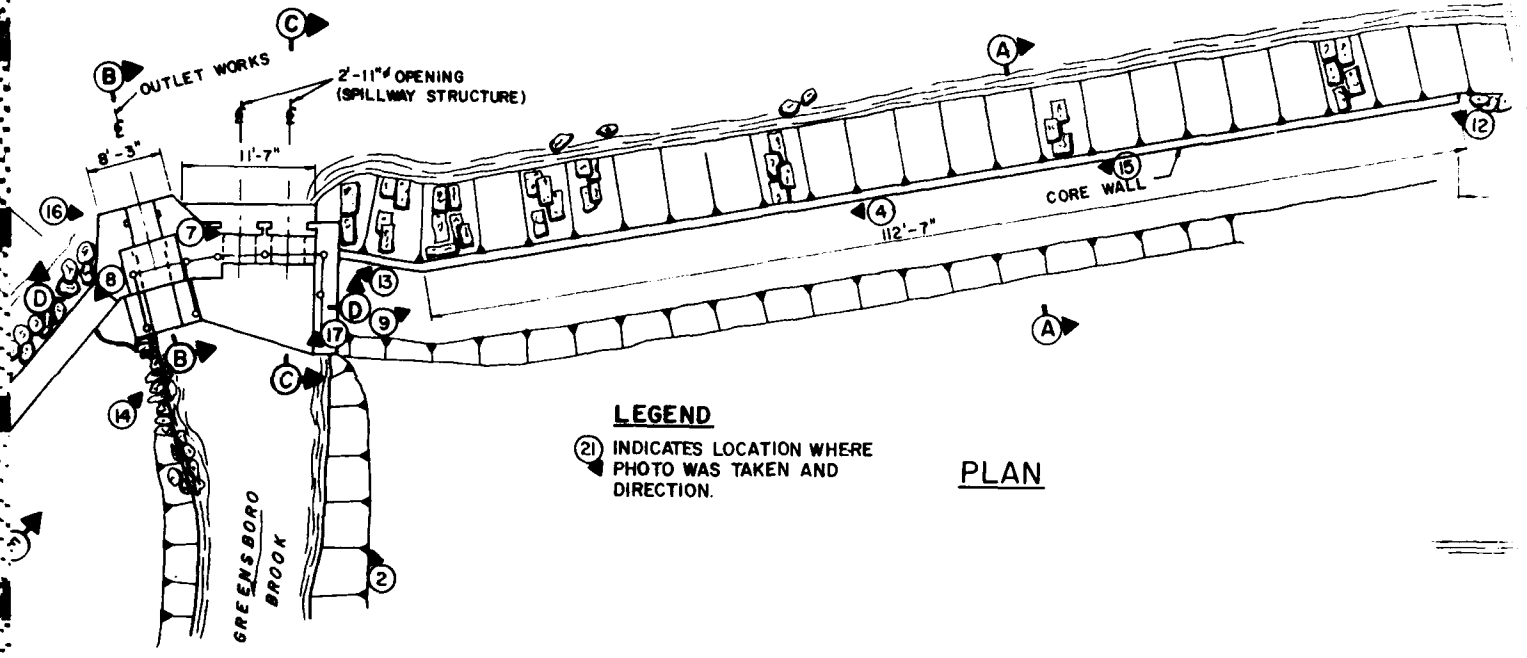 C
A
B
OUTLET WORKS
2'-11"ø OPENING
(SPILLWAY STRUCTURE)
8'-3"
11'-7"
12
15
CORE WALL
16
4
7
112'-7"
8
13
D
D
9
17
A
B
C
14
LEGEND
21 INDICATES LOCATION WHERE
PHOTO WAS TAKEN AND
DIRECTION.
PLAN
GREENSBORO
BROOK
2